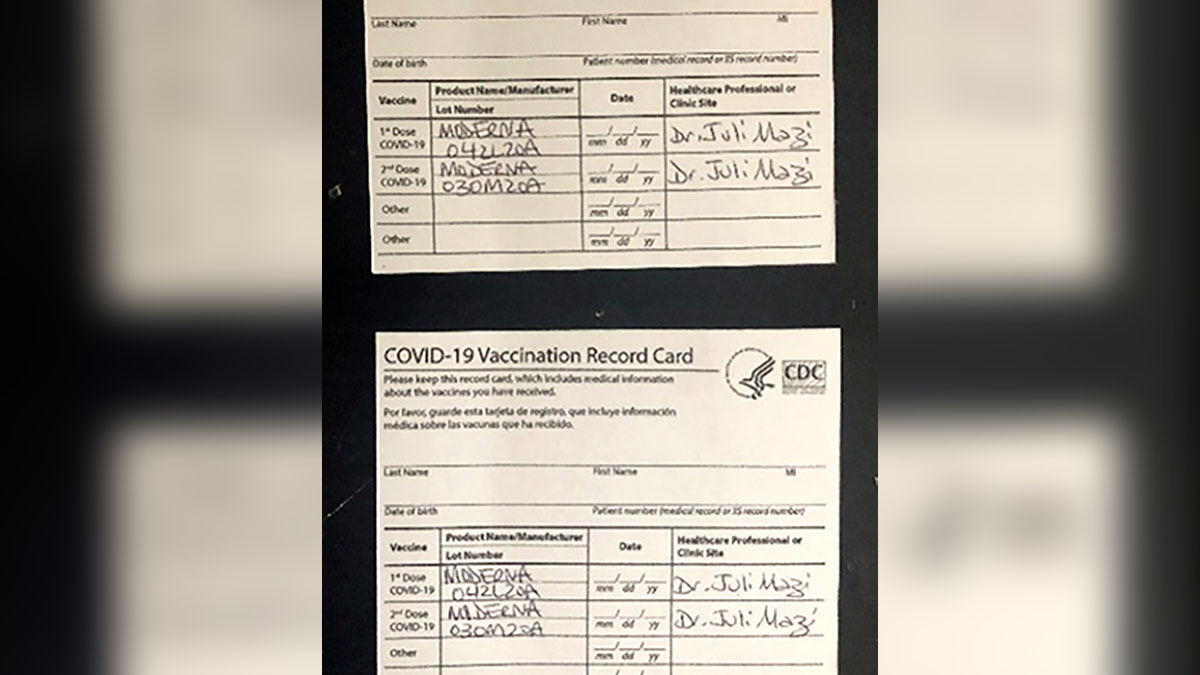 Last Name First Name MI
Date of birth Patient number (medical record or IIS record number)
Vaccine Product Name/Manufacturer Date Healthcare Professional or
Lot Number Clinic Site
1st Dose MODERNA Dr. Juli Mazi
COVID-19 042L20A mm dd yy
2nd Dose MODERNA Dr. Juli Mazi
COVID-19 030M20A mm dd yy
Other mm dd yy
Other mm dd yy
COVID-19 Vaccination Record Card
CDC
Please keep this record card, which includes medical information
about the vaccines you have received.
Por favor, guarde esta tarjeta de registro, que incluye información
médica sobre las vacunas que ha recibido.
Last Name First Name MI
Date of birth Patient number (medical record or IIS record number)
Vaccine Product Name/Manufacturer Date Healthcare Professional or
Lot Number Clinic Site
1st Dose MODERNA Dr. Juli Mazi
COVID-19 042L20A mm dd yy
2nd Dose MODERNA Dr. Juli Mazi
COVID-19 030M20A mm dd yy
Other mm dd yy